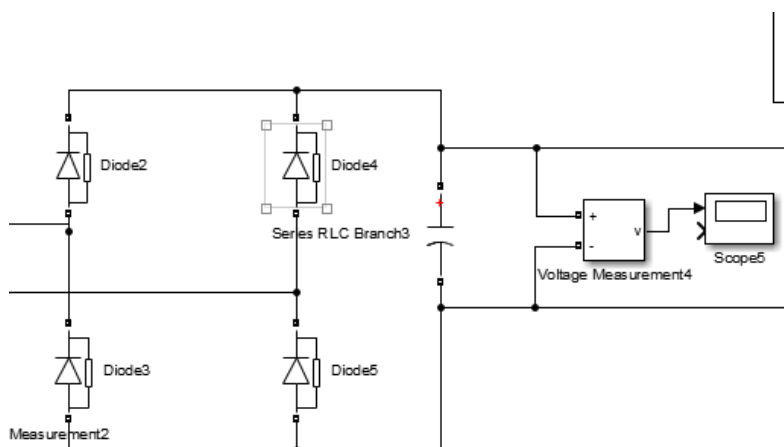 Diode2
Diode4
Series RLC Branch3
+
+
-
v
Voltage Measurement4
Scope5
Diode3
Diode5
Measurement2